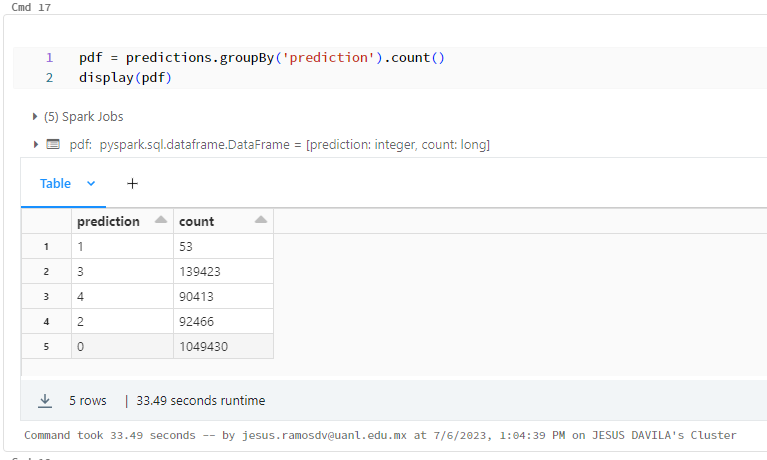 Cmd 17
1 pdf = predictions.groupBy('prediction').count()
2 display(pdf)
(5) Spark Jobs
pdf: pyspark.sql.dataframe.DataFrame = [prediction: integer, count: long]
Table +
prediction count
1 1 53
2 3 139423
3 4 90413
4 2 92466
5 0 1049430
5 rows | 33.49 seconds runtime
Command took 33.49 seconds -- by jesus.ramosdv@uanl.edu.mx at 7/6/2023, 1:04:39 PM on JESUS DAVILA's Cluster